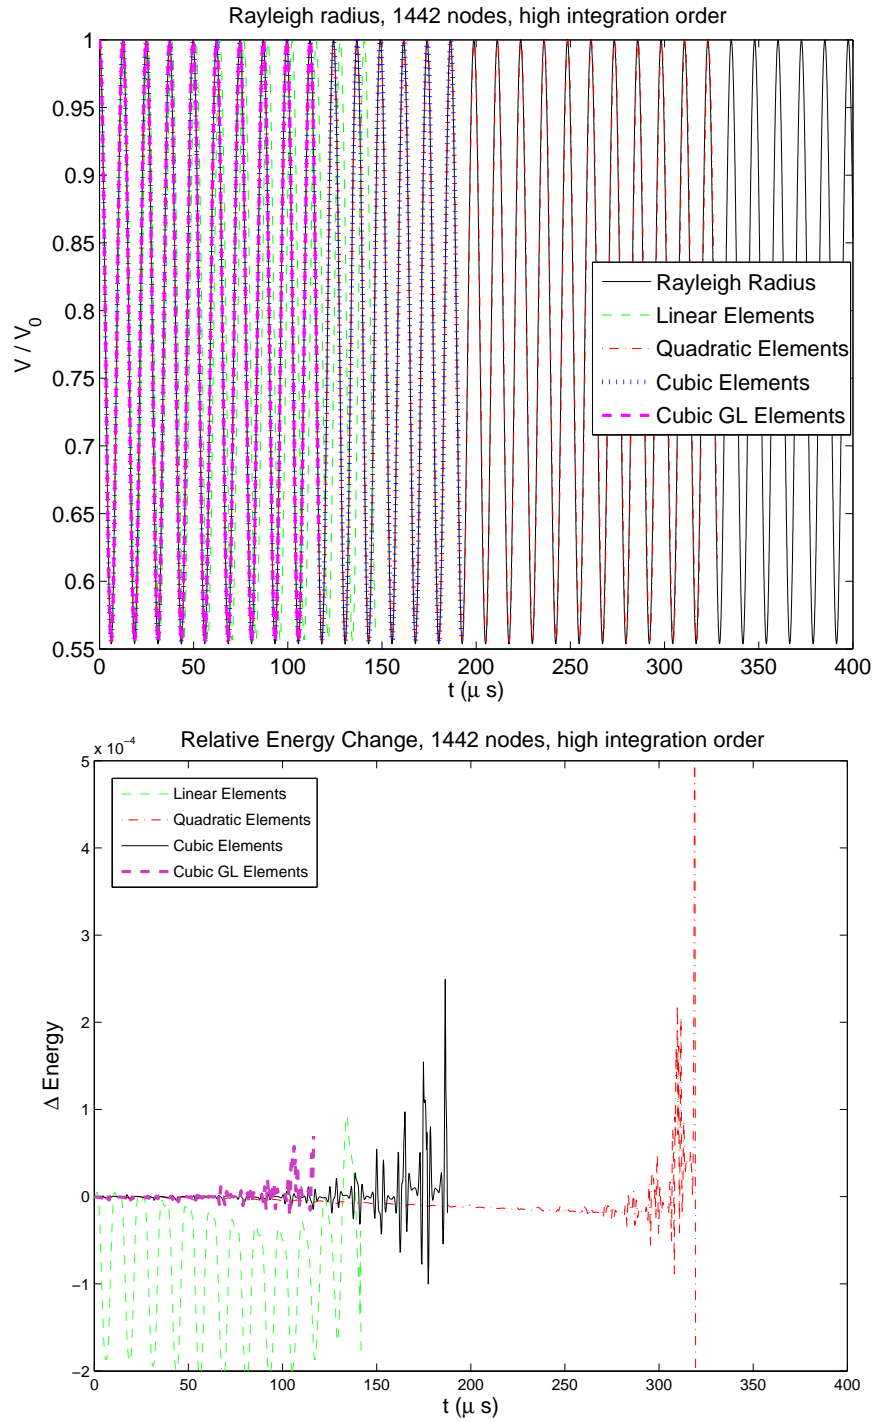 Rayleigh radius, 1442 nodes, high integration order
1
0.95
0.9
0.85
0.8
0.75
0.7
0.65
0.6
0.55
V / V₀
Rayleigh Radius
Linear Elements
Quadratic Elements
Cubic Elements
Cubic GL Elements
0 50 100 150 200 250 300 350 400
t (μ s)
Relative Energy Change, 1442 nodes, high integration order
x 10⁻⁴
5
4
3
2
1
0
−1
−2
Δ Energy
Linear Elements
Quadratic Elements
Cubic Elements
Cubic GL Elements
0 50 100 150 200 250 300 350 400
t (μ s)